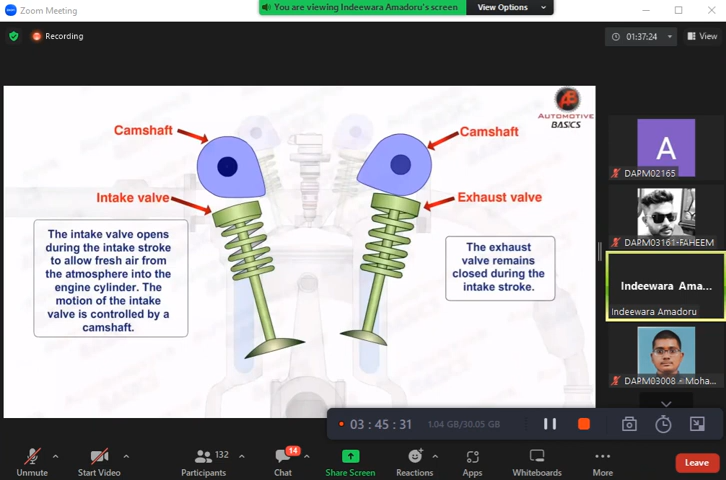 Zoom Meeting
You are viewing Indeewara Amadoru's screen
View Options
Recording
01:37:24
View
Camshaft
Camshaft
AB
AUTOMOTIVE
BASICS
Intake valve
Exhaust valve
The intake valve opens
during the intake stroke
to allow fresh air from
the atmosphere into the
engine cylinder. The
motion of the intake
valve is controlled by a
camshaft.
The exhaust
valve remains
closed during the
intake stroke.
A
DAPM02165
DAPM03161-FAHEEM
Indeewara Ama...
Indeewara Amadoru
DAPM03008
Moha...
03:45:31
1.04 GB/30.05 GB
Unmute
Start Video
132
Participants
14
Chat
Share Screen
Reactions
Apps
Whiteboards
More
Leave